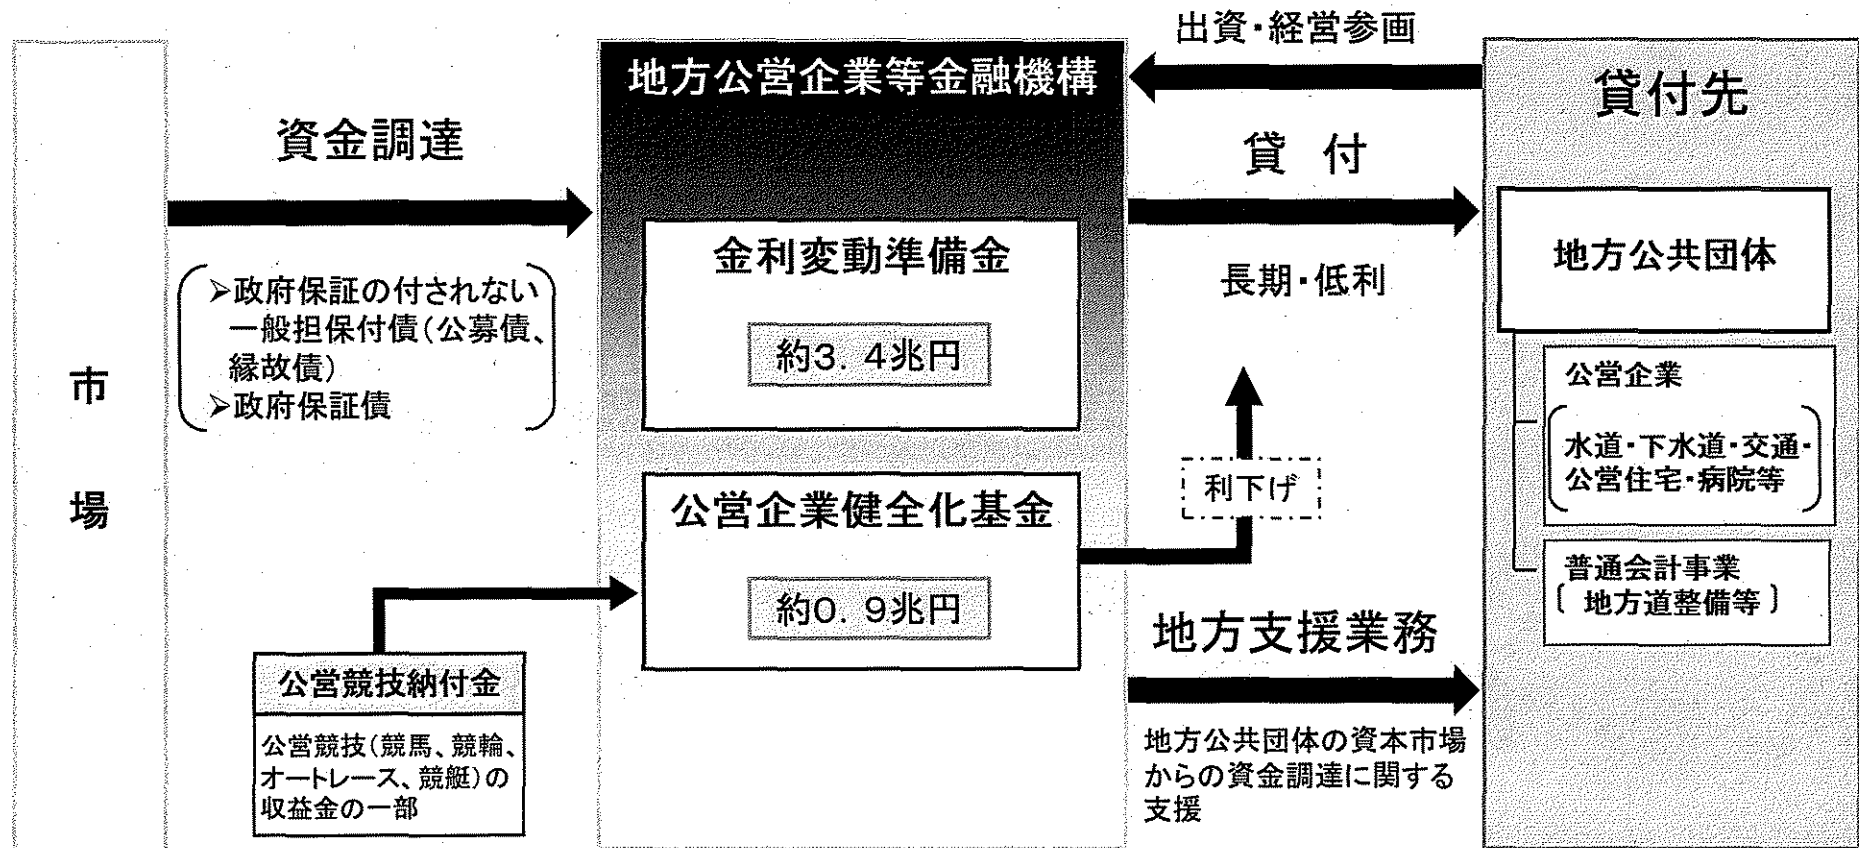 市
場
資金調達
➢政府保証の付されない
一般担保付債(公募債、
縁故債)
➢政府保証債
公営競技納付金
公営競技(競馬、競輪、
オートレース、競艇)の
収益金の一部
地方公営企業等金融機構
金利変動準備金
約3.4兆円
公営企業健全化基金
約0.9兆円
出資・経営参画
貸 付
長期・低利
利下げ
地方支援業務
地方公共団体の資本市場
からの資金調達に関する
支援
貸付先
地方公共団体
公営企業
水道・下水道・交通・
公営住宅・病院等
普通会計事業
〔 地方道整備等 〕